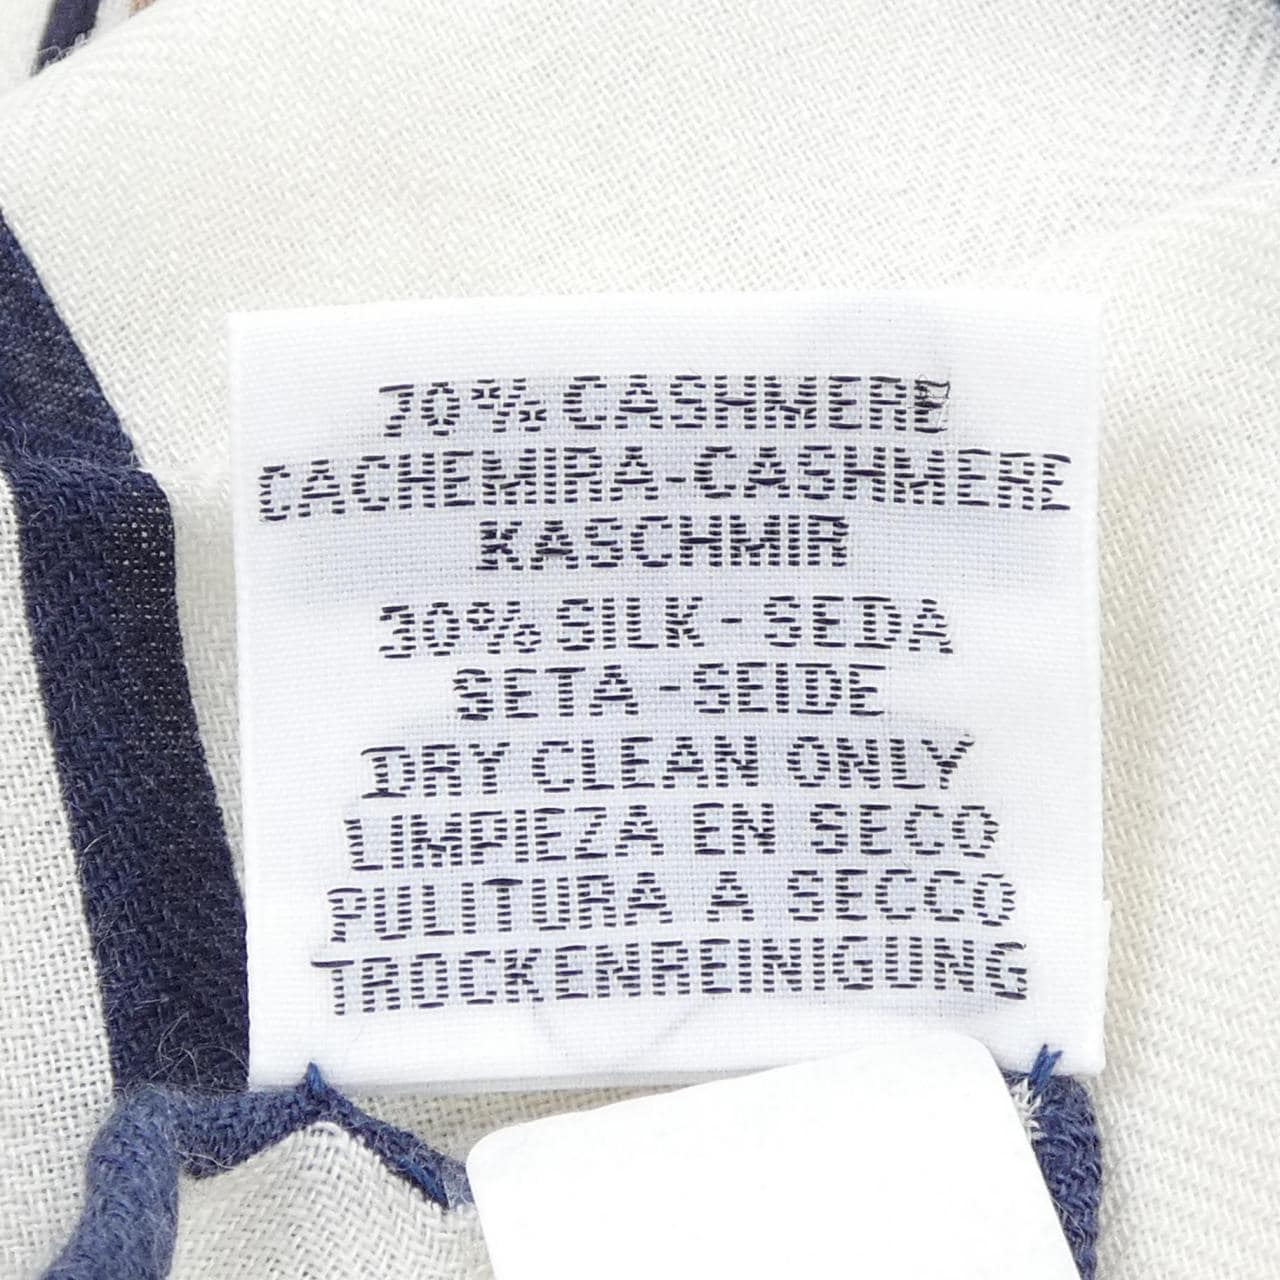 70% CASHMERE
CACHEMIRA-CASHMERE
KASCHMIR
30% SILK - SEDA
SETA - SEIDE
DRY CLEAN ONLY
LIMPIEZA EN SECO
PULITURA A SECCO
TROCKENREINIGUNG